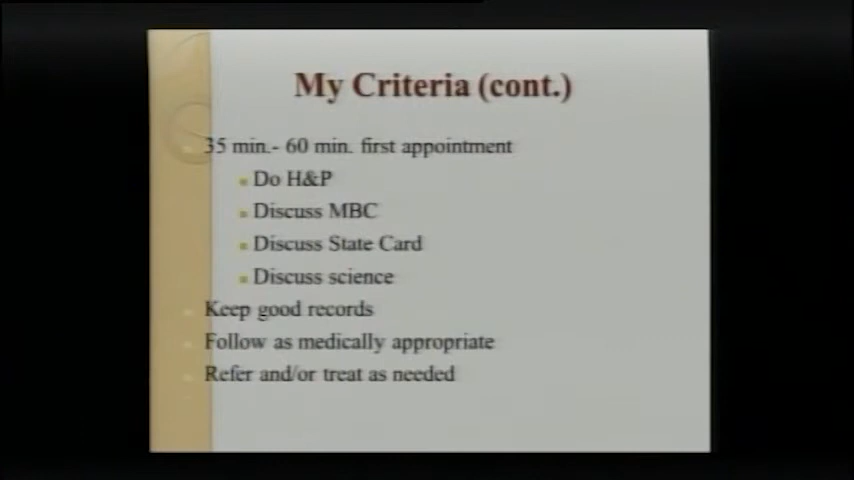 My Criteria (cont.)
35 min.- 60 min. first appointment
Do H&P
Discuss MBC
Discuss State Card
Discuss science
Keep good records
Follow as medically appropriate
Refer and/or treat as needed